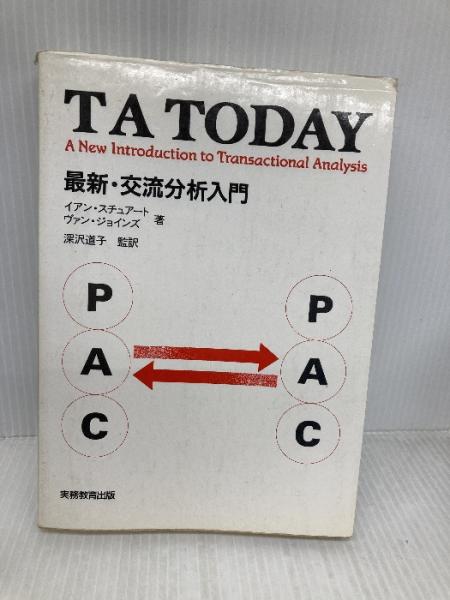 TA TODAY
A New Introduction to Transactional Analysis
最新・交流分析入門
イアン・スチュアート
ヴァン・ジョインズ 著
深沢道子 監訳
P P
A A
C C
実務教育出版